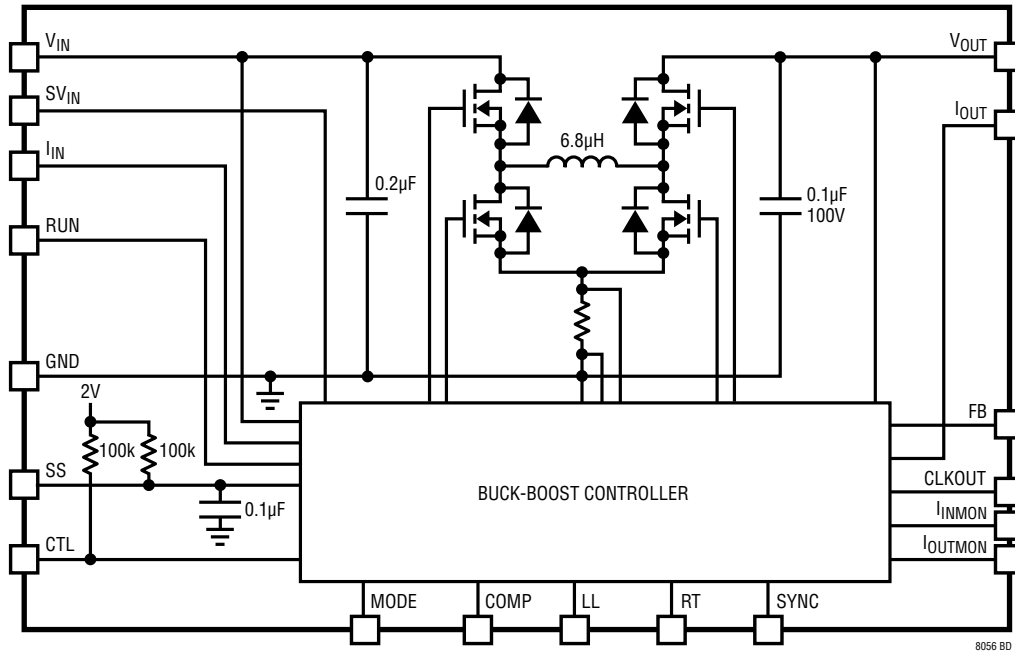 VIN
VOUT
SVIN
IOUT
IIN
6.8µH
0.2µF
0.1µF
100V
RUN
GND
2V
FB
100k
100k
SS
CLKOUT
BUCK-BOOST CONTROLLER
0.1µF
IINMON
CTL
IOUTMON
MODE
COMP
LL
RT
SYNC
8056 BD